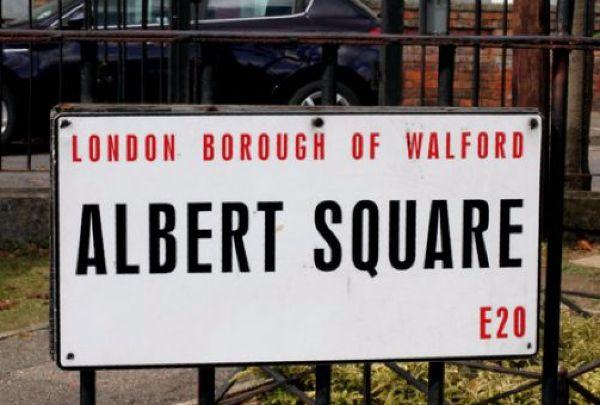 LONDON BOROUGH OF WALFORD
ALBERT SQUARE
E20